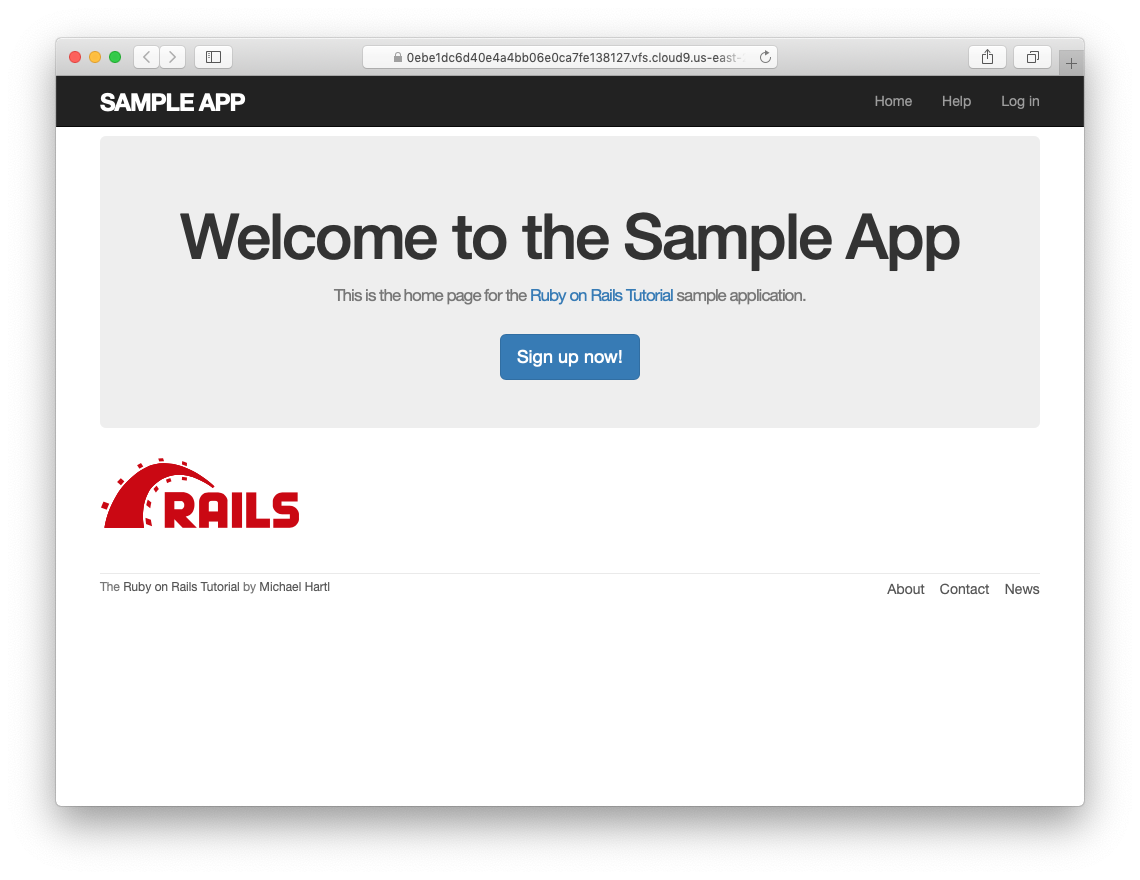 0ebe1dc6d40e4a4bb06e0ca7fe138127.vfs.cloud9.us-east-
SAMPLE APP Home Help Log in
Welcome to the Sample App
This is the home page for the Ruby on Rails Tutorial sample application.
Sign up now!
RAILS
The Ruby on Rails Tutorial by Michael Hartl About Contact News